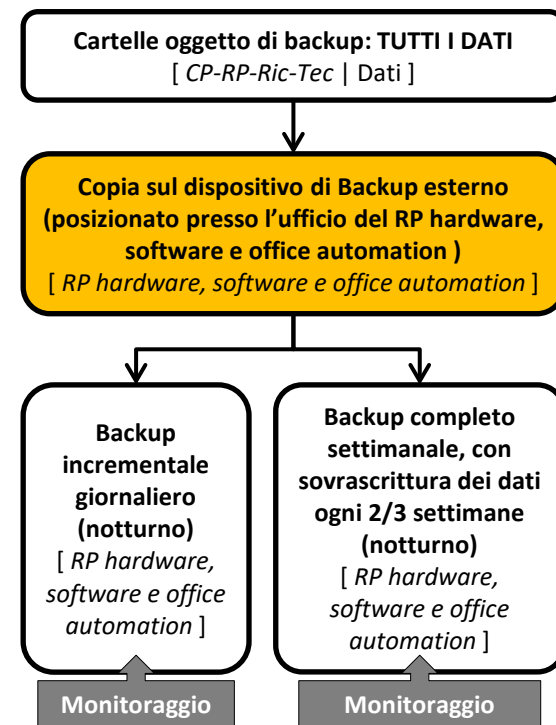 Cartelle oggetto di backup: TUTTI I DATI
[ CP-RP-Ric-Tec | Dati ]
Copia sul dispositivo di Backup esterno
(posizionato presso l'ufficio del RP hardware,
software e office automation )
[ RP hardware, software e office automation ]
Backup
incrementale
giornaliero
(notturno)
[ RP hardware,
software e office
automation ]
Backup completo
settimanale, con
sovrascrittura dei dati
ogni 2/3 settimane
(notturno)
[ RP hardware,
software e office
automation ]
Monitoraggio
Monitoraggio